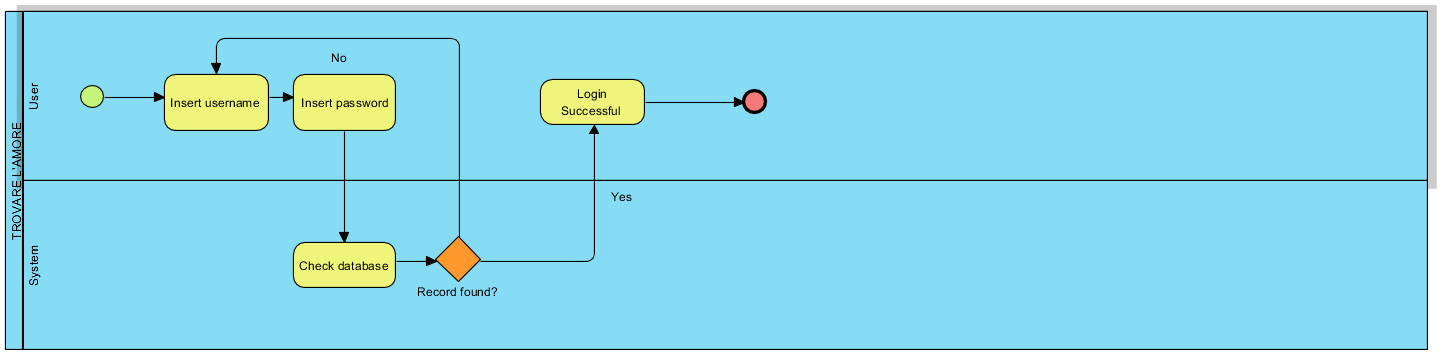 TROVARE L'AMORE
User
No
Insert username
Insert password
Login
Successful
Yes
System
Check database
Record found?